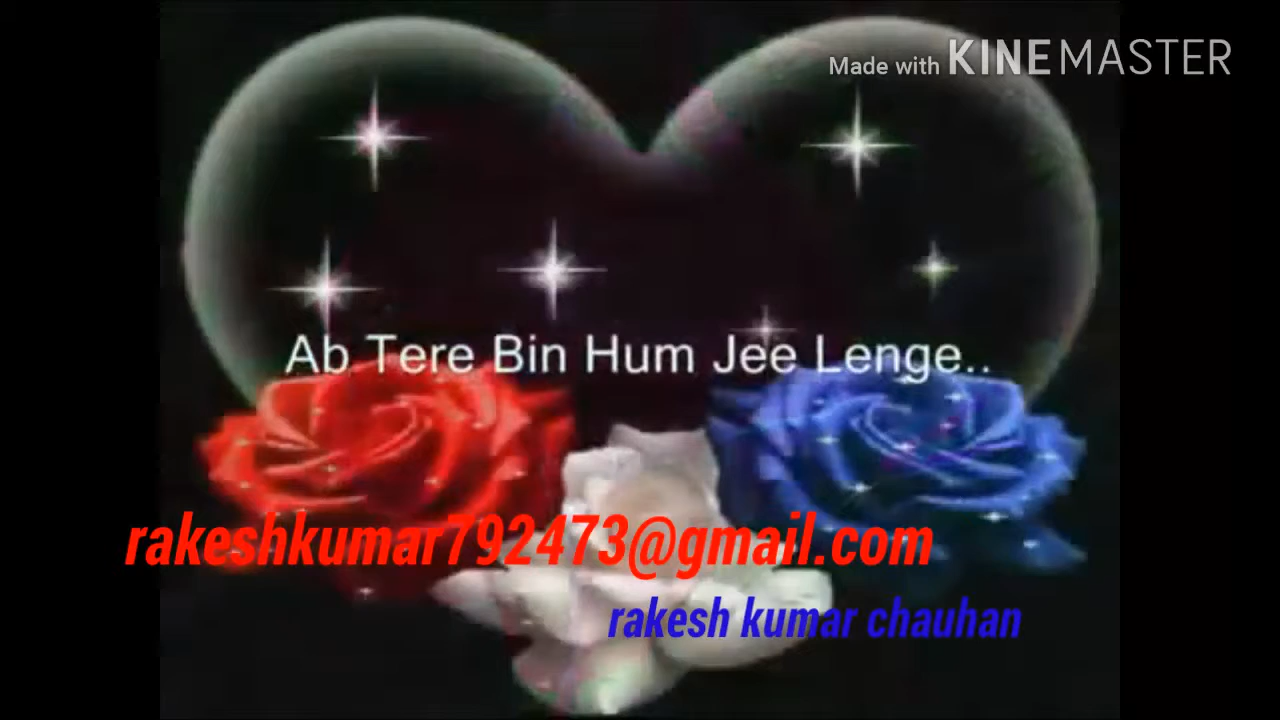 Made with KINEMASTER
Ab Tere Bin Hum Jee Lenge..
rakeshkumar792473@gmail.com
rakesh kumar chauhan